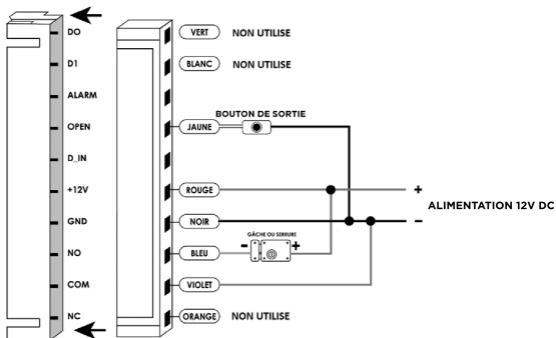 DO
VERT NON UTILISE
D1
BLANC NON UTILISE
ALARM
BOUTON DE SORTIE
OPEN
JAUNE
D_IN
+12V
ROUGE
+
ALIMENTATION 12V DC
GND
NOIR
−
GÂCHE OU SERRURE
NO
BLEU
- +
COM
VIOLET
NC
ORANGE NON UTILISE